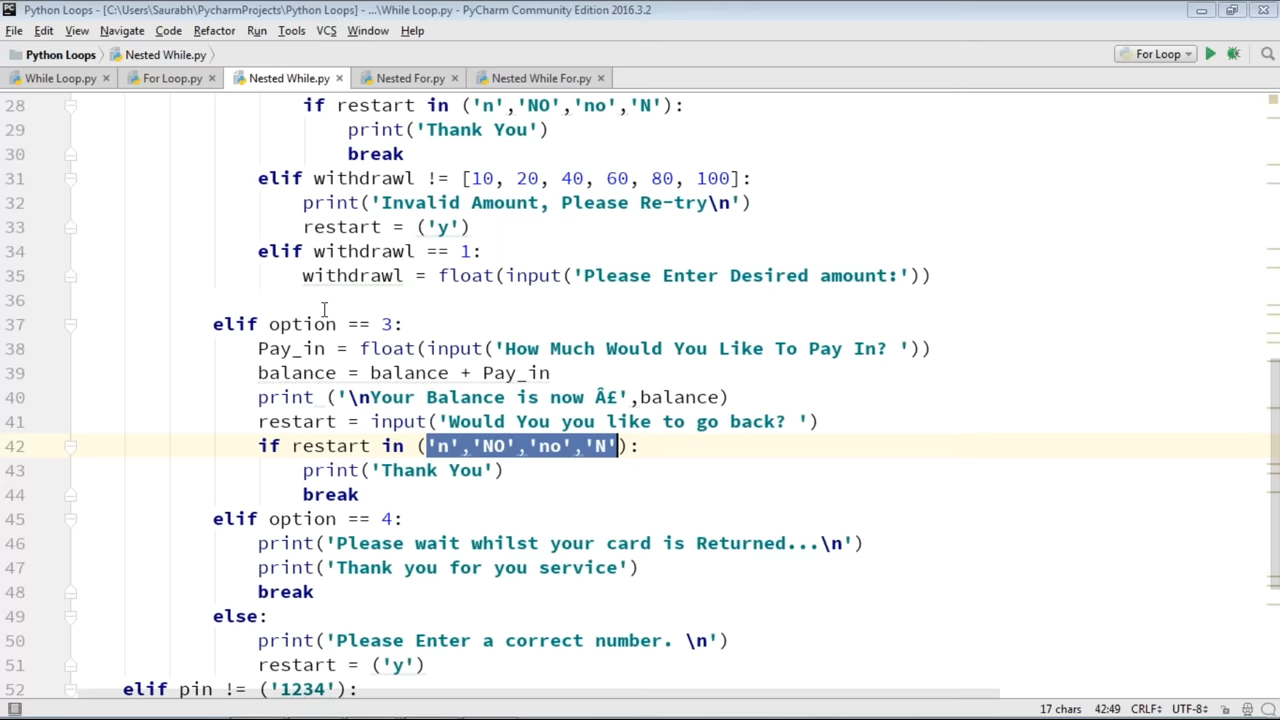 Python Loops - [C:\Users\Saurabh\PycharmProjects\Python Loops] - ...\While Loop.py - PyCharm Community Edition 2016.3.2
File Edit View Navigate Code Refactor Run Tools VCS Window Help
Python Loops Nested While.py For Loop
While Loop.py For Loop.py Nested While.py Nested For.py Nested While For.py
28 if restart in ('n','NO','no','N'):
29 print('Thank You')
30 break
31 elif withdrawl != [10, 20, 40, 60, 80, 100]:
32 print('Invalid Amount, Please Re-try\n')
33 restart = ('y')
34 elif withdrawl == 1:
35 withdrawl = float(input('Please Enter Desired amount:'))
36
37 elif option == 3:
38 Pay_in = float(input('How Much Would You Like To Pay In? '))
39 balance = balance + Pay_in
40 print ('\nYour Balance is now Â£',balance)
41 restart = input('Would You you like to go back? ')
42 if restart in ('n','NO','no','N'):
43 print('Thank You')
44 break
45 elif option == 4:
46 print('Please wait whilst your card is Returned...\n')
47 print('Thank you for you service')
48 break
49 else:
50 print('Please Enter a correct number. \n')
51 restart = ('y')
52 elif pin != ('1234'):
17 chars 42:49 CRLF UTF-8